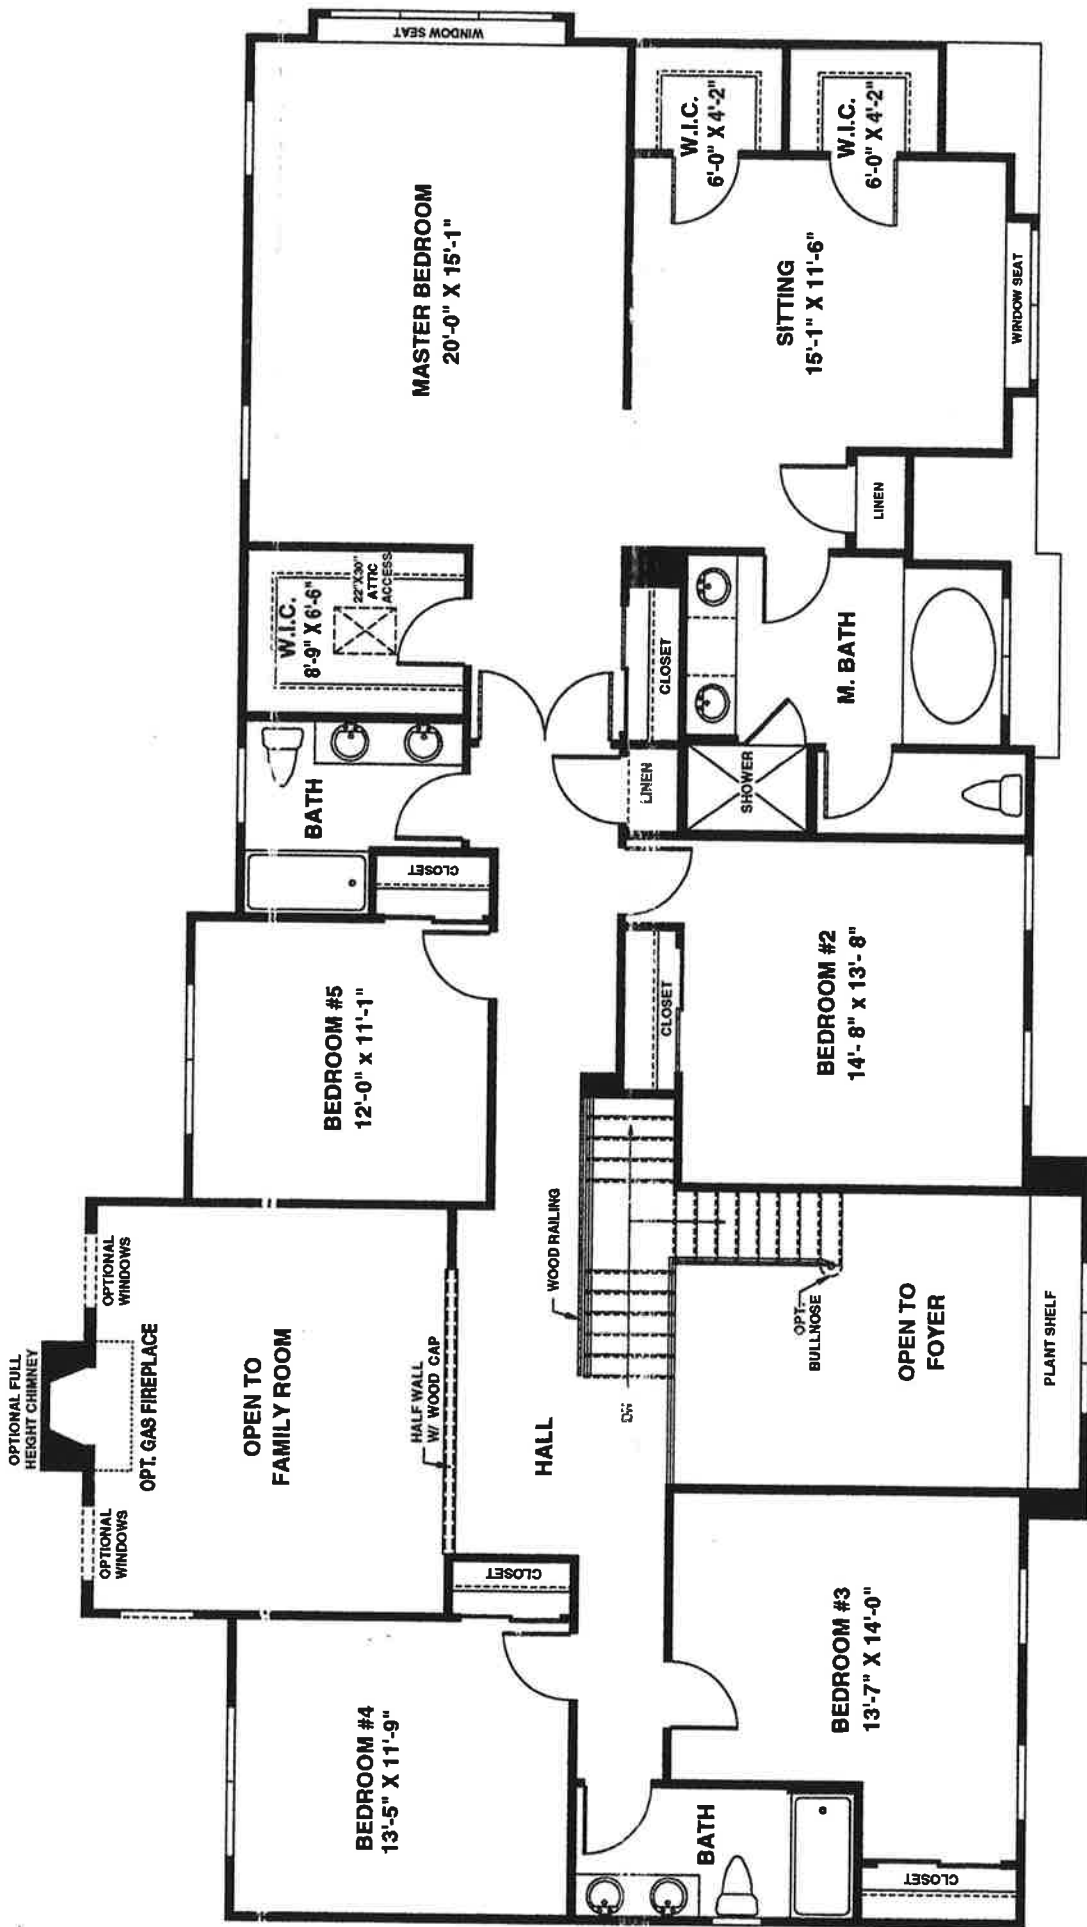 OPTIONAL FULL
HEIGHT CHIMNEY
OPTIONAL
WINDOWS
OPT. GAS FIREPLACE
OPTIONAL
WINDOWS
OPEN TO
FAMILY ROOM
HALF WALL
W/ WOOD CAP
HALL
WOOD RAILING
DN
OPT.
BULLNOSE
OPEN TO
FOYER
PLANT SHELF
BEDROOM #4
13'-5" X 11'-9"
CLOSET
BATH
BEDROOM #3
13'-7" X 14'-0"
CLOSET
BEDROOM #5
12'-0" x 11'-1"
CLOSET
BATH
CLOSET
BEDROOM #2
14'- 8" x 13'- 8"
LINEN
CLOSET
SHOWER
M. BATH
LINEN
W.I.C.
8'-9" X 6'-6"
22"X30"
ATTIC
ACCESS
MASTER BEDROOM
20'-0" X 15'-1"
WINDOW SEAT
SITTING
15'-1" X 11'-6"
WINDOW SEAT
W.I.C.
6'-0" X 4'-2"
W.I.C.
6'-0" X 4'-2"